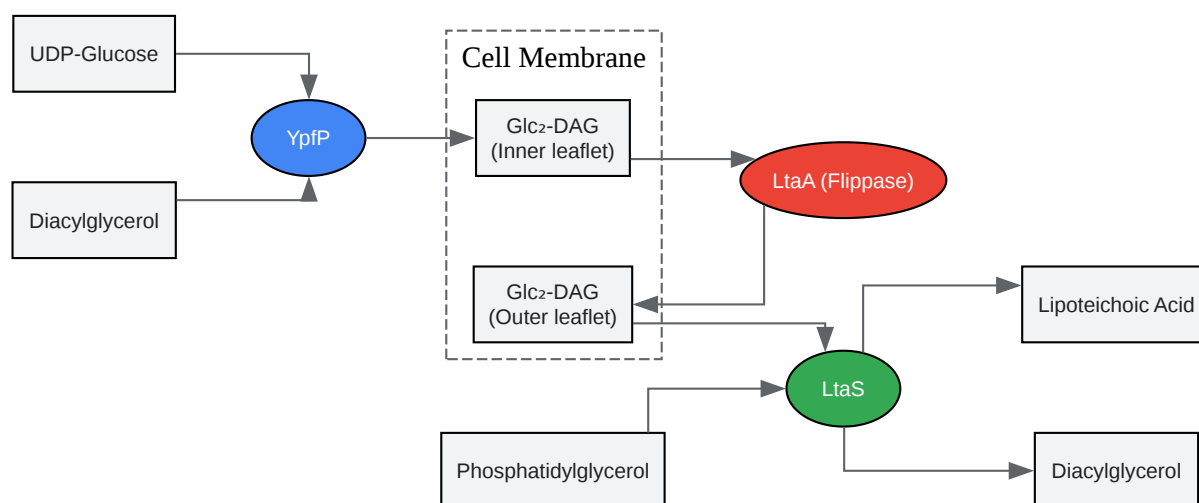 UDP-Glucose
Cell Membrane
Glc₂-DAG
(Inner leaflet)
YpfP
LtaA (Flippase)
Diacylglycerol
Glc₂-DAG
(Outer leaflet)
Lipoteichoic Acid
LtaS
Phosphatidylglycerol
Diacylglycerol